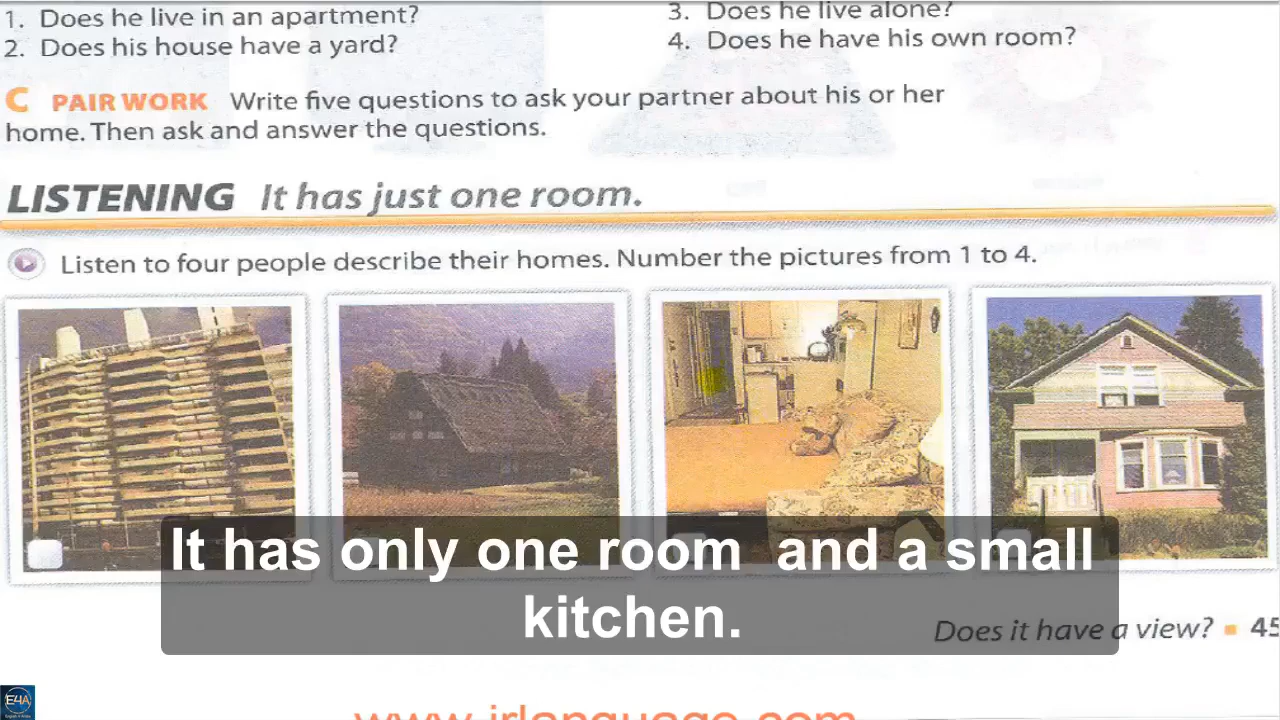 1. Does he live in an apartment?
2. Does his house have a yard?
3. Does he live alone?
4. Does he have his own room?
C PAIR WORK Write five questions to ask your partner about his or her
home. Then ask and answer the questions.
LISTENING It has just one room.
Listen to four people describe their homes. Number the pictures from 1 to 4.
It has only one room and a small
kitchen.
Does it have a view? ▪ 45
E4A
www.irlanguage.com